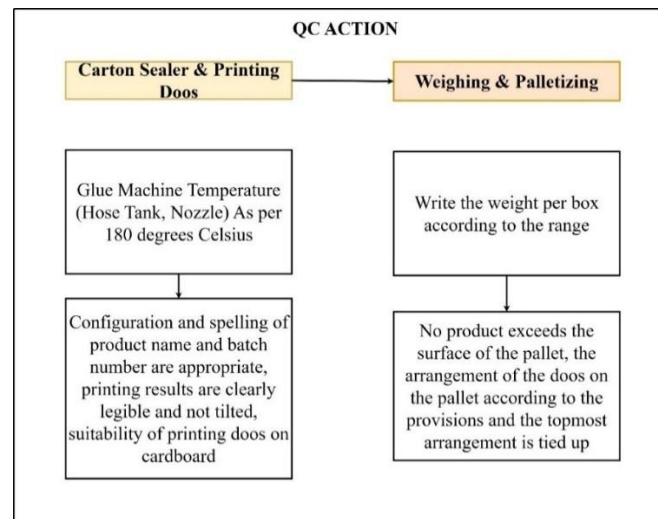 QC ACTION
Carton Sealer & Printing
Doos
Weighing & Palletizing
Glue Machine Temperature
(Hose Tank, Nozzle) As per
180 degrees Celsius
Write the weight per box
according to the range
Configuration and spelling of
product name and batch
number are appropriate,
printing results are clearly
legible and not tilted,
suitability of printing doos on
cardboard
No product exceeds the
surface of the pallet, the
arrangement of the doos on
the pallet according to the
provisions and the topmost
arrangement is tied up